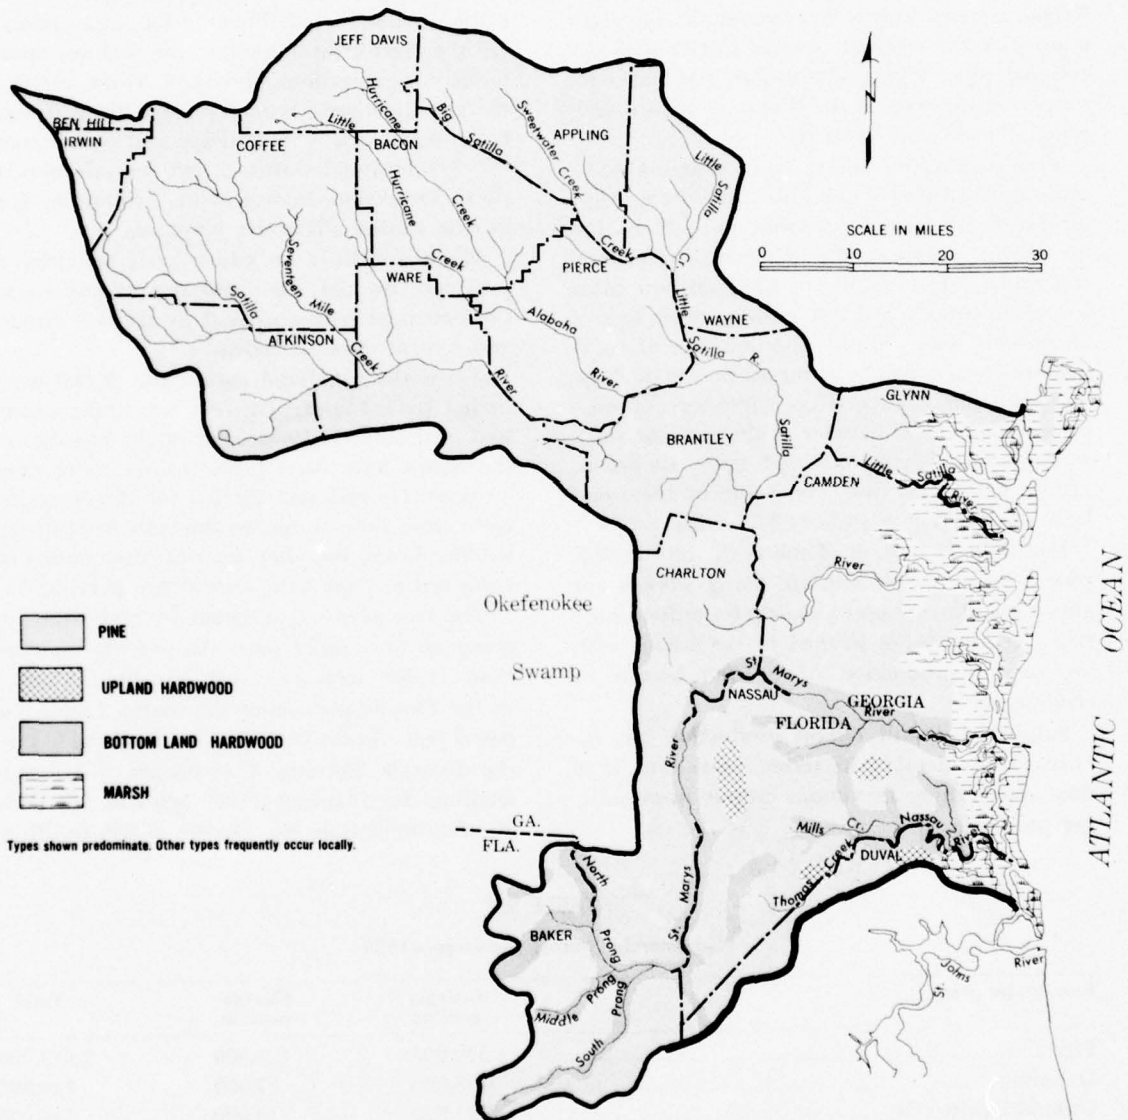 JEFF DAVIS
Hurricane
Big
Satilla
Sweetwater Creek
APPLING
Little
Satilla
Cr.
BEN HILL
IRWIN
COFFEE
Little
BACON
Hurricane
Creek
Creek
N
SCALE IN MILES
0 10 20 30
Seventeen Mile
Creek
WARE
PIERCE
Creek
Little
Satilla R.
WAYNE
Satilla
ATKINSON
River
Alabaha
River
GLYNN
BRANTLEY
Satilla
CAMDEN
Little Satilla
River
River
CHARLTON
Okefenokee
Swamp
ATLANTIC OCEAN
PINE
UPLAND HARDWOOD
BOTTOM LAND HARDWOOD
MARSH
Types shown predominate. Other types frequently occur locally.
St. Marys
River
NASSAU
GEORGIA
FLORIDA
River
St. Marys
GA.
FLA.
Mills Cr.
Nassau River
Thomas Creek
DUVAL
North
Prong
BAKER
Middle Prong
South
Prong
St. Johns
River